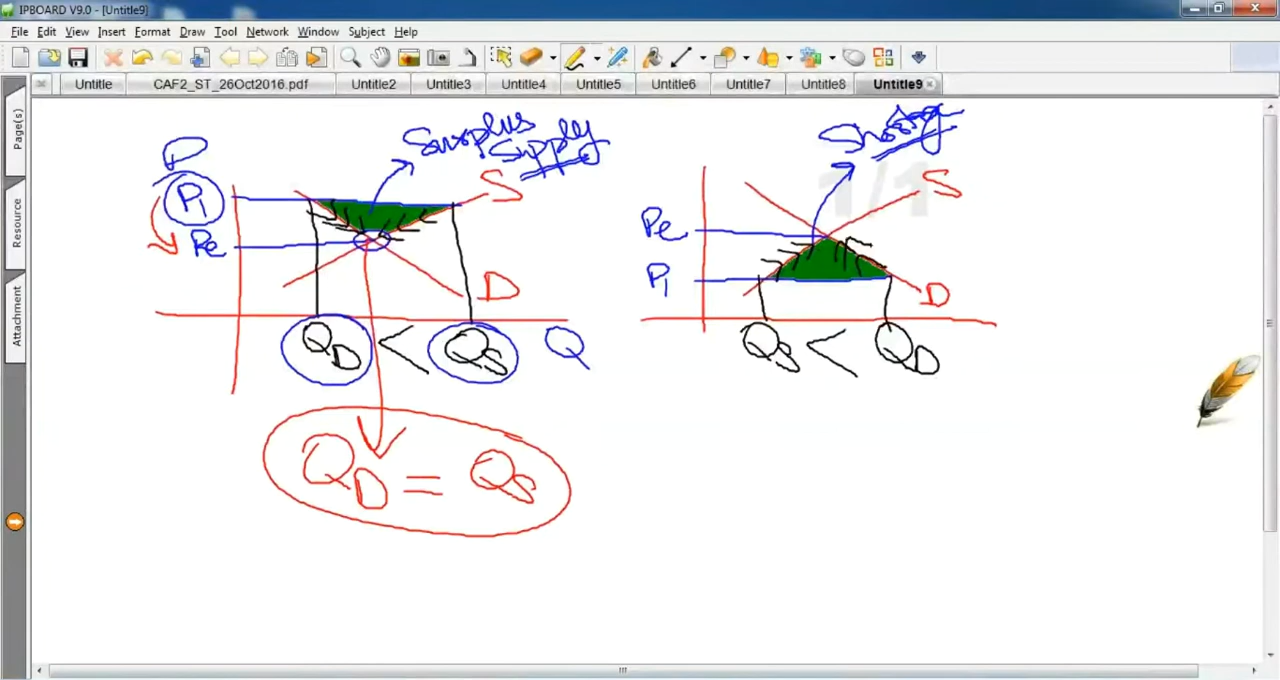 IPBOARD V9.0 - [Untitle9]
File Edit View Insert Format Draw Tool Network Window Subject Help
Untitle CAF2_ST_26Oct2016.pdf Untitle2 Untitle3 Untitle4 Untitle5 Untitle6 Untitle7 Untitle8 Untitle9
Page(s)
Resource
Attachment
Surplus
Supply
P
P1
Pe
S
D
QD < QS Q
QD = QS
1/1
S
Pe
P1
D
QS < QD